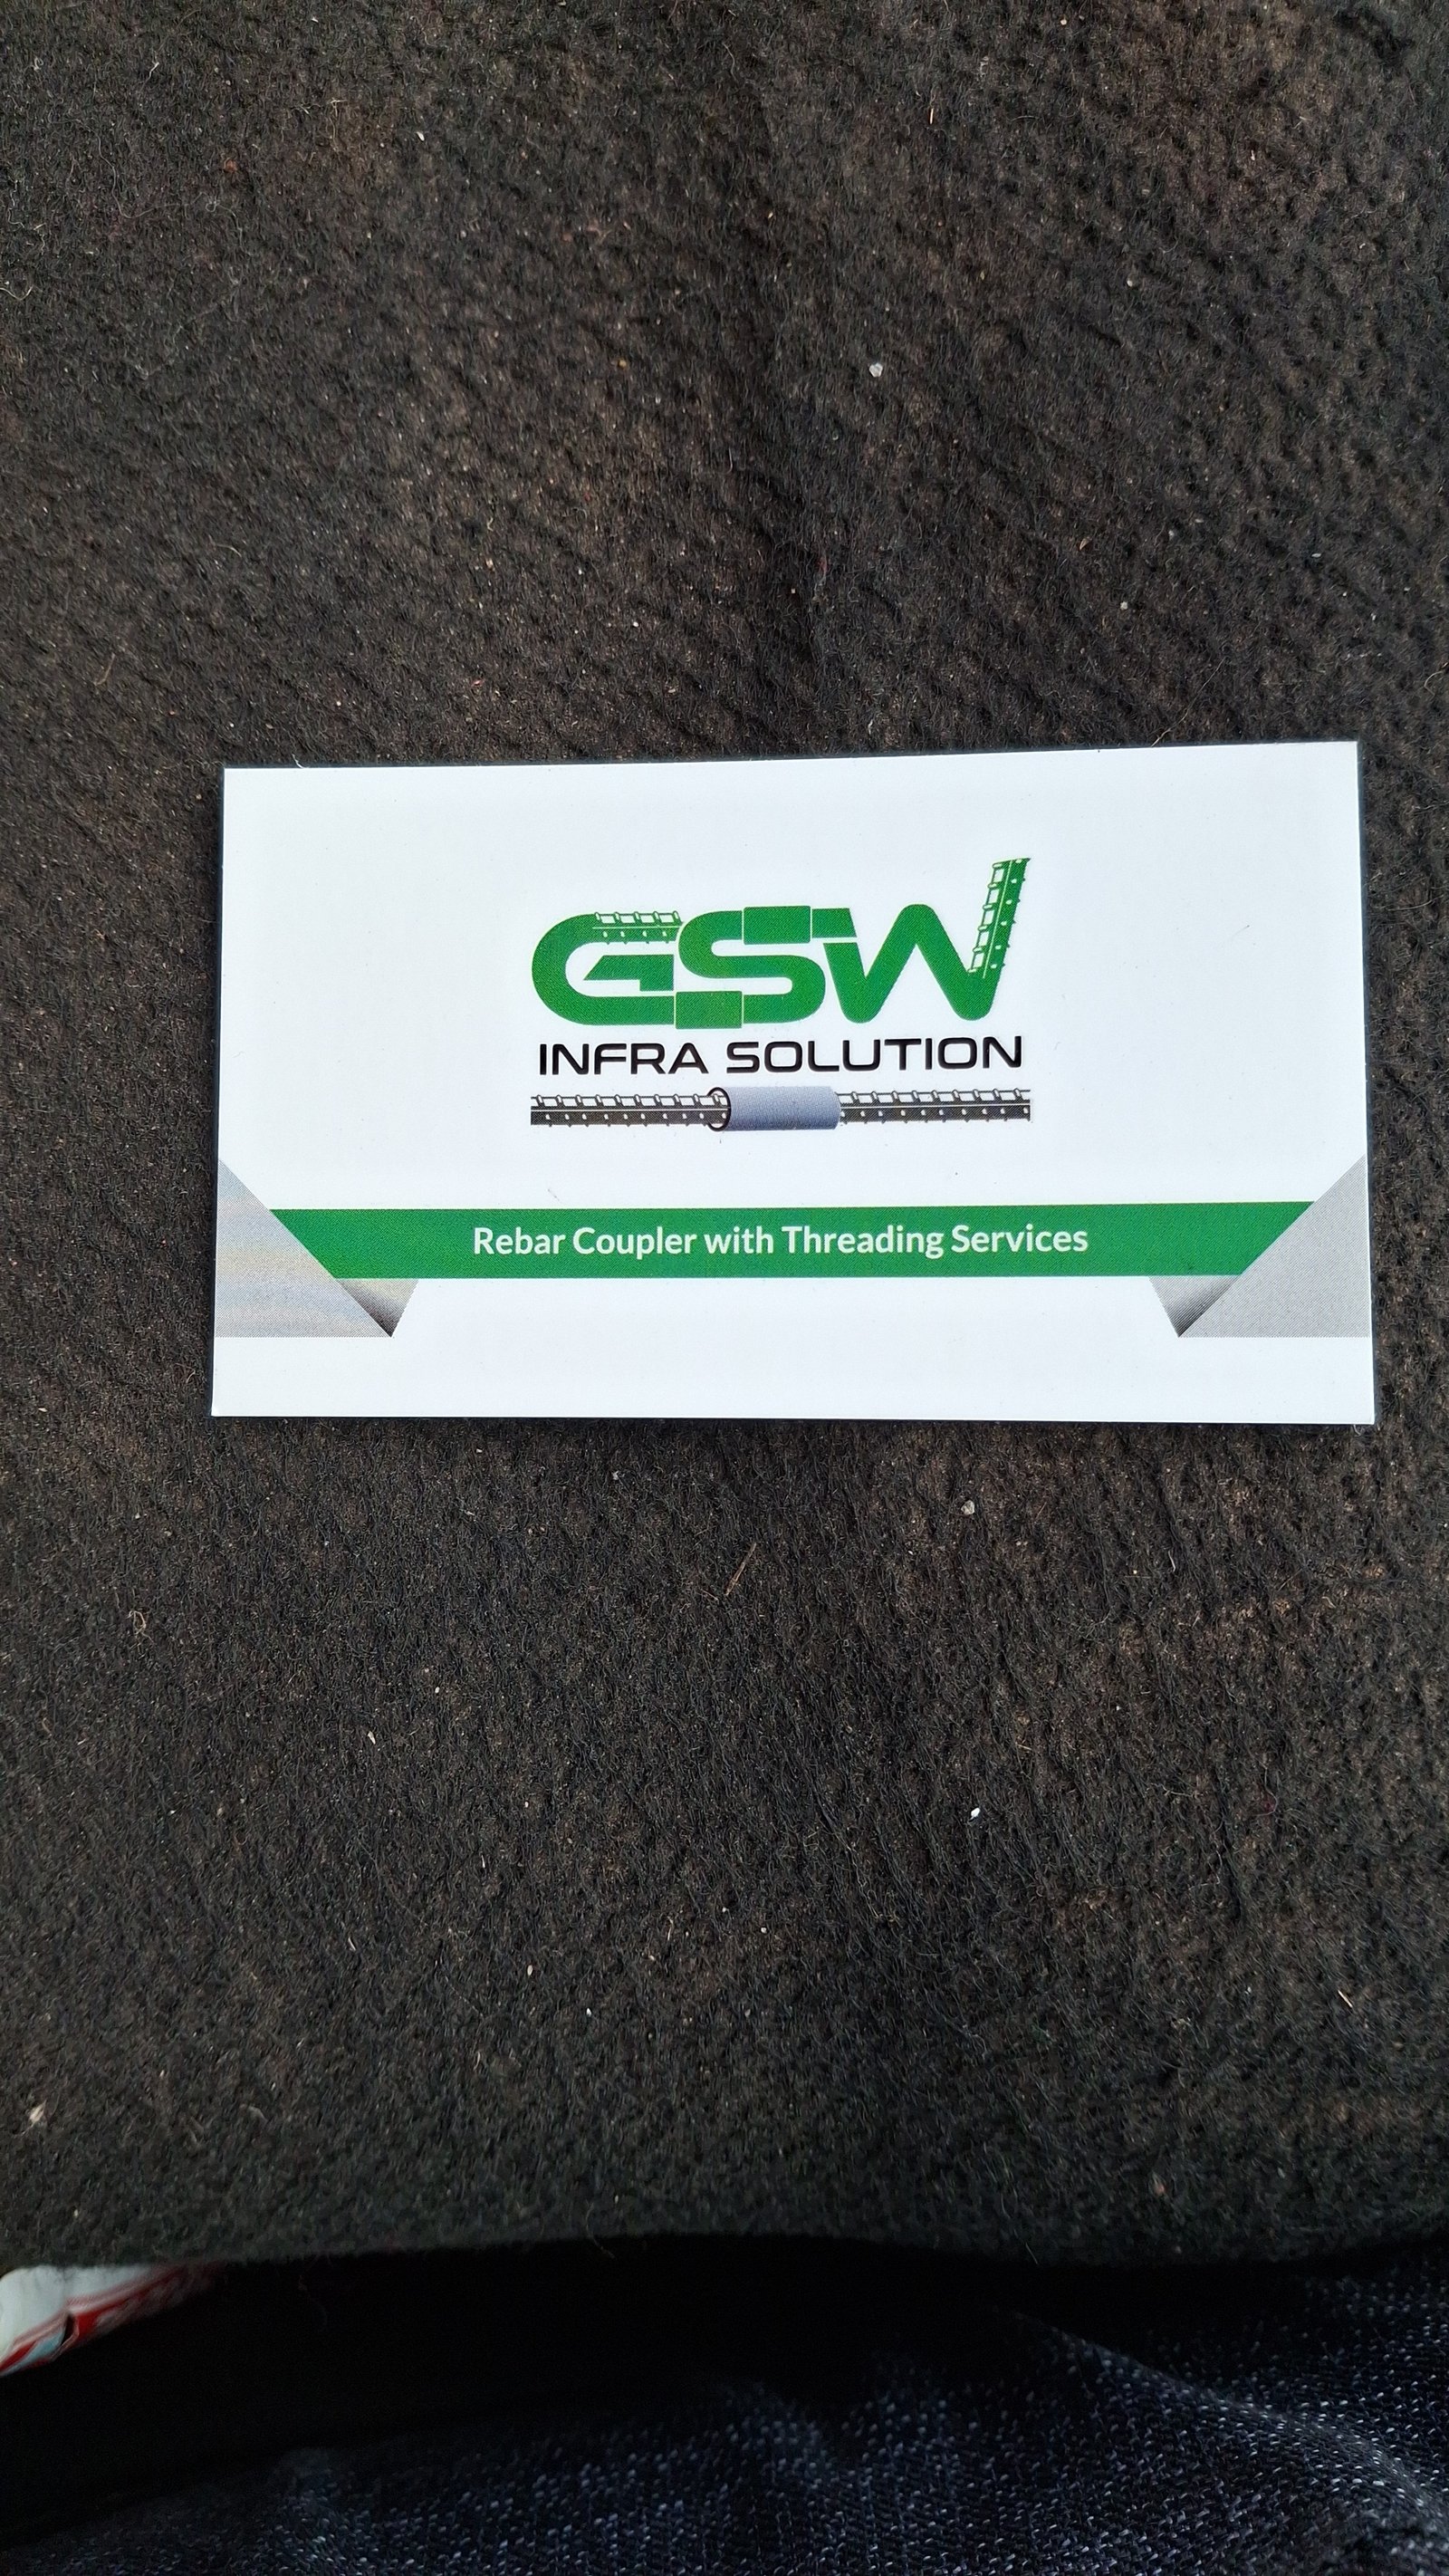 GSW
INFRA SOLUTION
Rebar Coupler with Threading Services